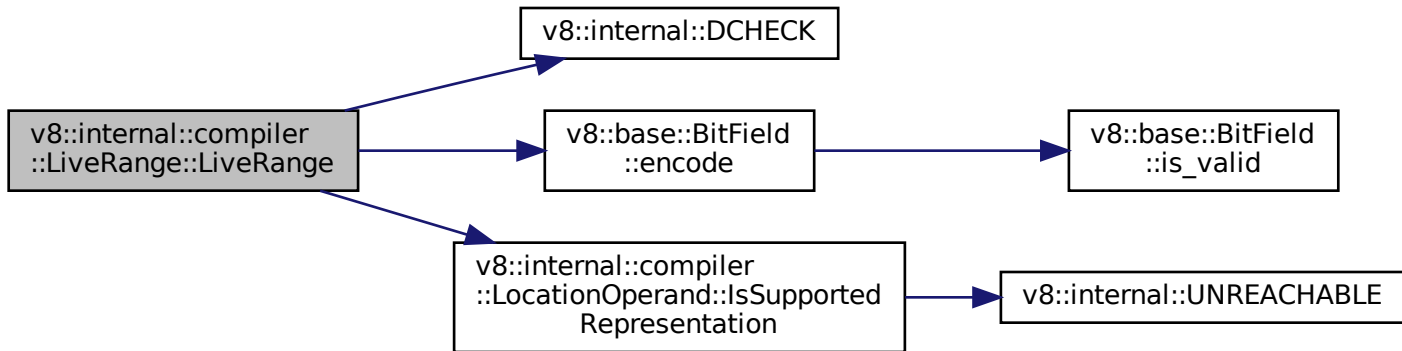 v8::internal::DCHECK
v8::internal::compiler
::LiveRange::LiveRange
v8::base::BitField
::encode
v8::base::BitField
::is_valid
v8::internal::compiler
::LocationOperand::IsSupported
Representation
v8::internal::UNREACHABLE